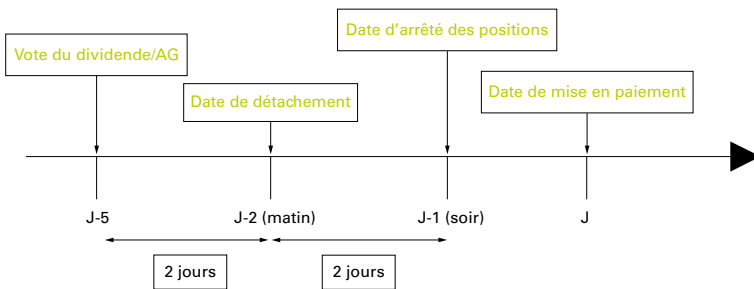 Date d'arrêté des positions
Vote du dividende/AG
Date de détachement
Date de mise en paiement
J-5
J-2 (matin)
J-1 (soir)
J
2 jours
2 jours